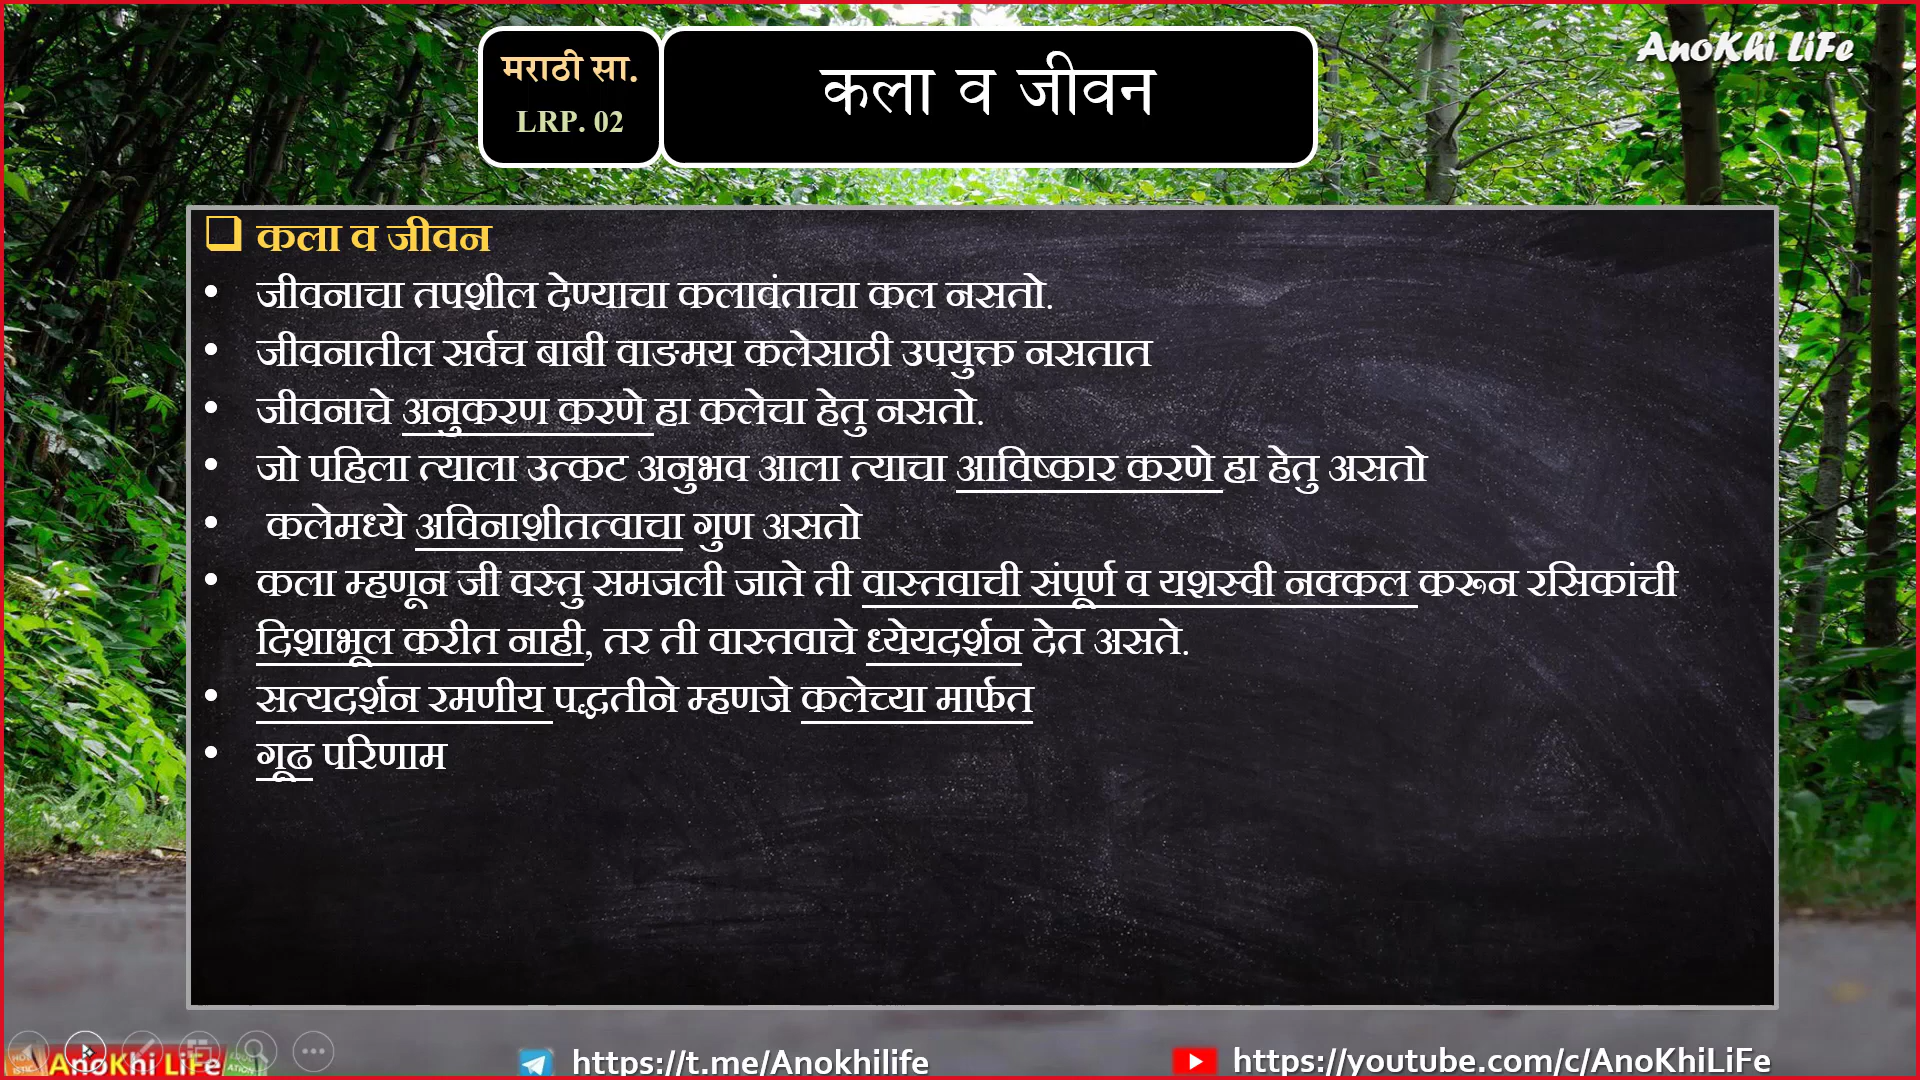 मराठी सा.
LRP. 02
कला व जीवन
AnoKhi LiFe
कला व जीवन
• जीवनाचा तपशील देण्याचा कलाबंताचा कल नसतो.
• जीवनातील सर्वच बाबी वाङमय कलेसाठी उपयुक्त नसतात
• जीवनाचे अनुकरण करणे हा कलेचा हेतु नसतो.
• जो पहिला त्याला उत्कट अनुभव आला त्याचा आविष्कार करणे हा हेतु असतो
• कलेमध्ये अविनाशीतत्वाचा गुण असतो
• कला म्हणून जी वस्तु समजली जाते ती वास्तवाची संपूर्ण व यशस्वी नक्कल करून रसिकांची
दिशाभूल करीत नाही, तर ती वास्तवाचे ध्येयदर्शन देत असते.
• सत्यदर्शन रमणीय पद्धतीने म्हणजे कलेच्या मार्फत
• गूढ परिणाम
AnoKhi LiFe
https://t.me/Anokhilife
https://youtube.com/c/AnoKhiLiFe